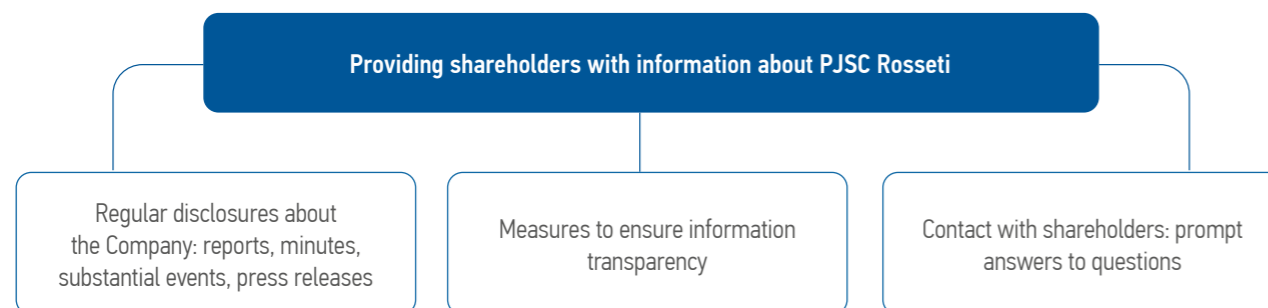 Providing shareholders with information about PJSC Rosseti
Regular disclosures about
the Company: reports, minutes,
substantial events, press releases
Measures to ensure information
transparency
Contact with shareholders: prompt
answers to questions